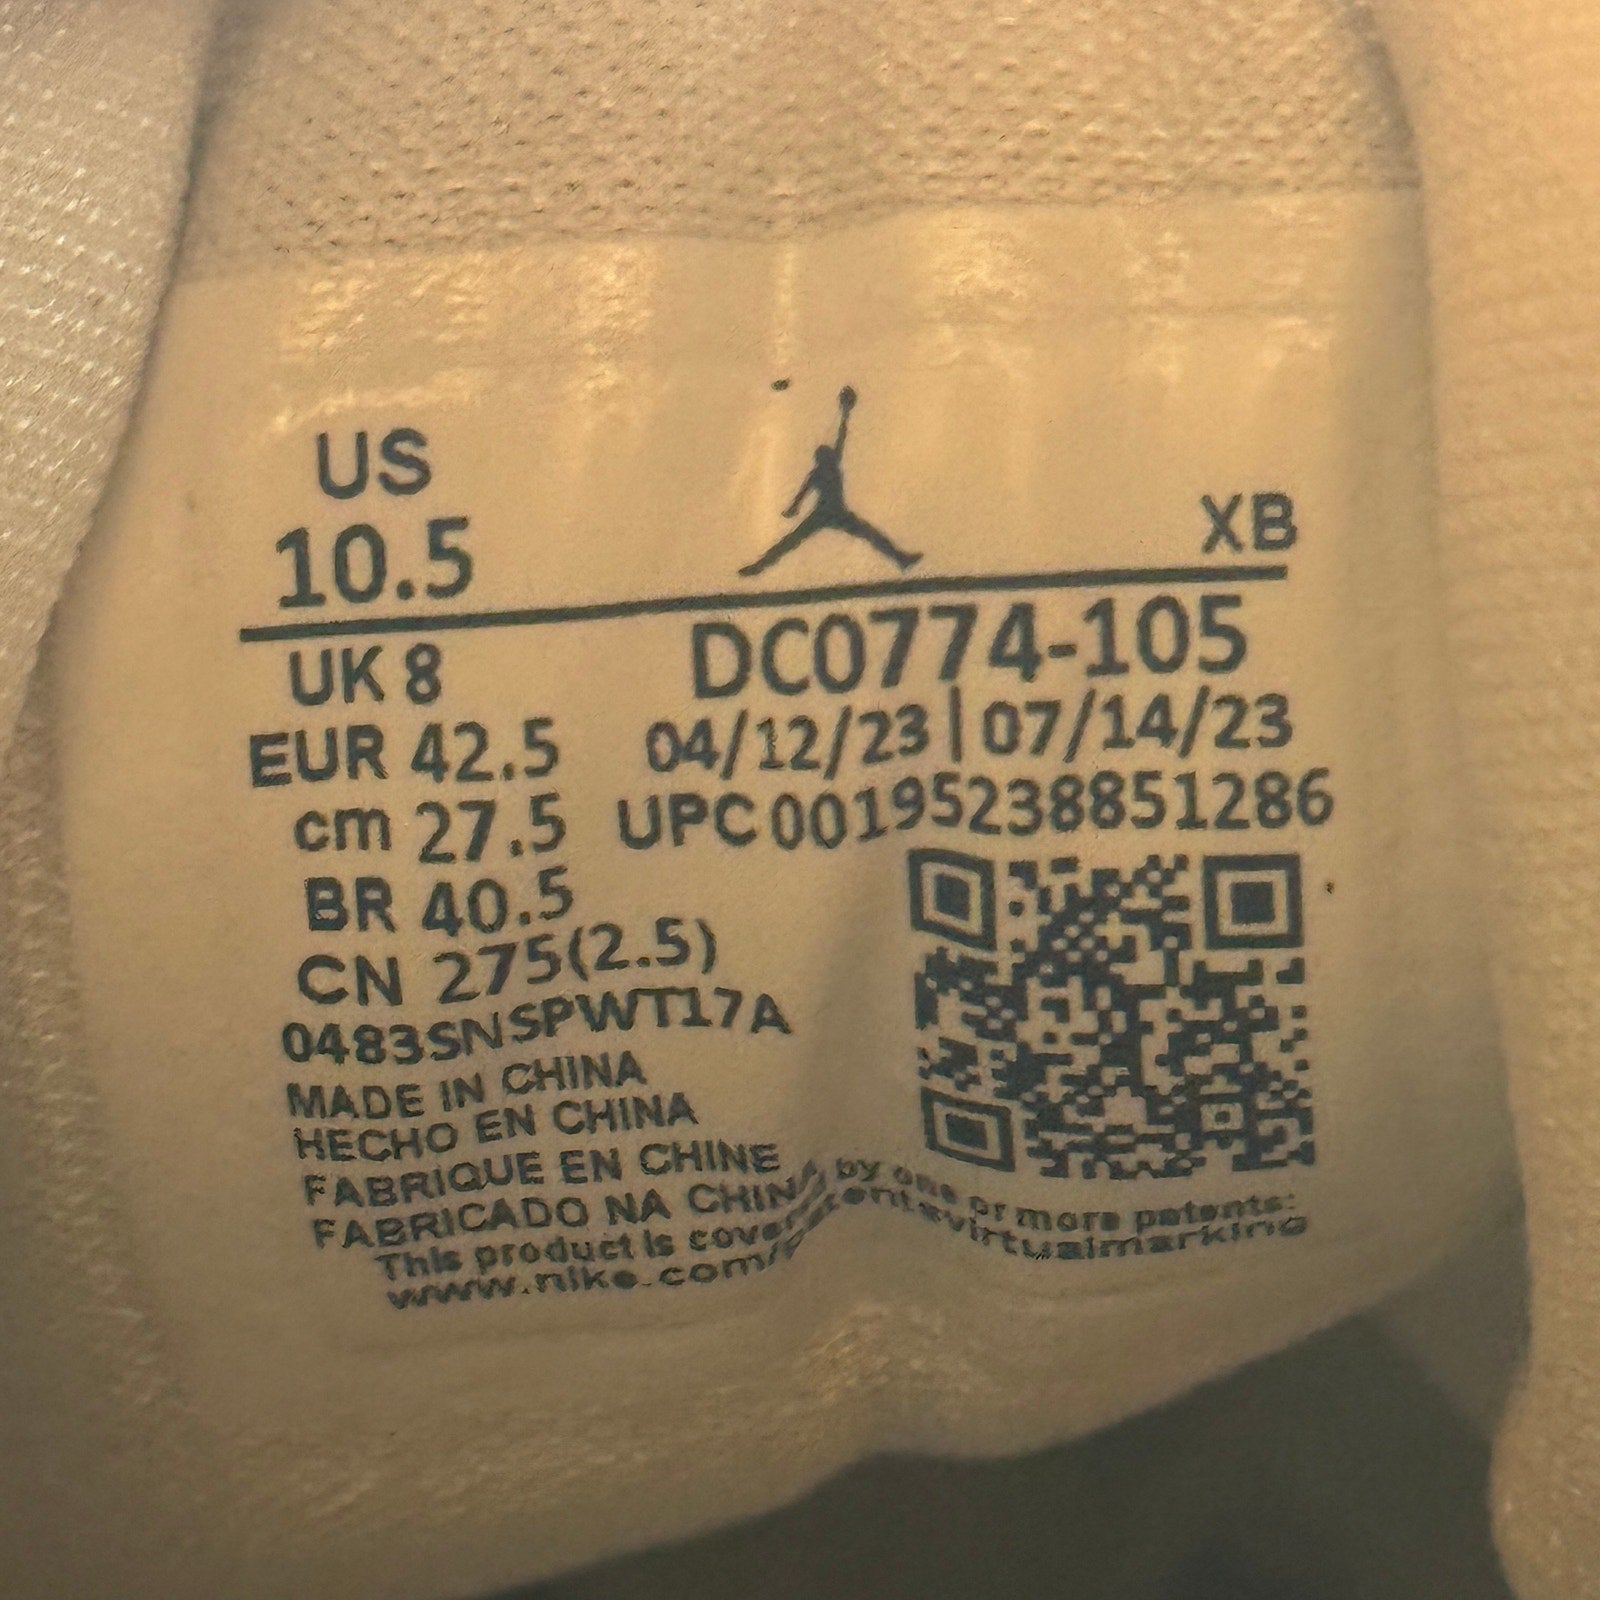 US
10.5
XB
UK 8
DC0774-105
EUR 42.5
04/12/23 | 07/14/23
cm 27.5
UPC 00195238851286
BR 40.5
CN 275(2.5)
0483SNSPWT17A
MADE IN CHINA
HECHO EN CHINA
FABRIQUE EN CHINE
FABRICADO NA CHINA
This product is covered by one or more patents:
www.nike.com/patentsvirtualmarking